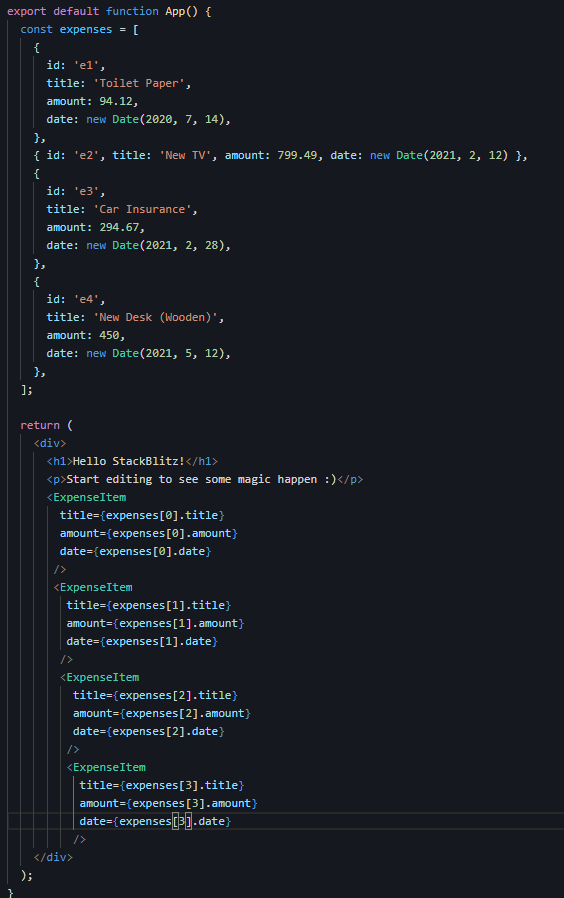 export default function App() {
  const expenses = [
    {
      id: 'e1',
      title: 'Toilet Paper',
      amount: 94.12,
      date: new Date(2020, 7, 14),
    },
    { id: 'e2', title: 'New TV', amount: 799.49, date: new Date(2021, 2, 12) },
    {
      id: 'e3',
      title: 'Car Insurance',
      amount: 294.67,
      date: new Date(2021, 2, 28),
    },
    {
      id: 'e4',
      title: 'New Desk (Wooden)',
      amount: 450,
      date: new Date(2021, 5, 12),
    },
  ];

  return (
    <div>
      <h1>Hello StackBlitz!</h1>
      <p>Start editing to see some magic happen :)</p>
      <ExpenseItem
        title={expenses[0].title}
        amount={expenses[0].amount}
        date={expenses[0].date}
       />
       <ExpenseItem
         title={expenses[1].title}
         amount={expenses[1].amount}
         date={expenses[1].date}
        />
        <ExpenseItem
          title={expenses[2].title}
          amount={expenses[2].amount}
          date={expenses[2].date}
         />
         <ExpenseItem
           title={expenses[3].title}
           amount={expenses[3].amount}
           date={expenses[3].date}
          />
    </div>
  );
}